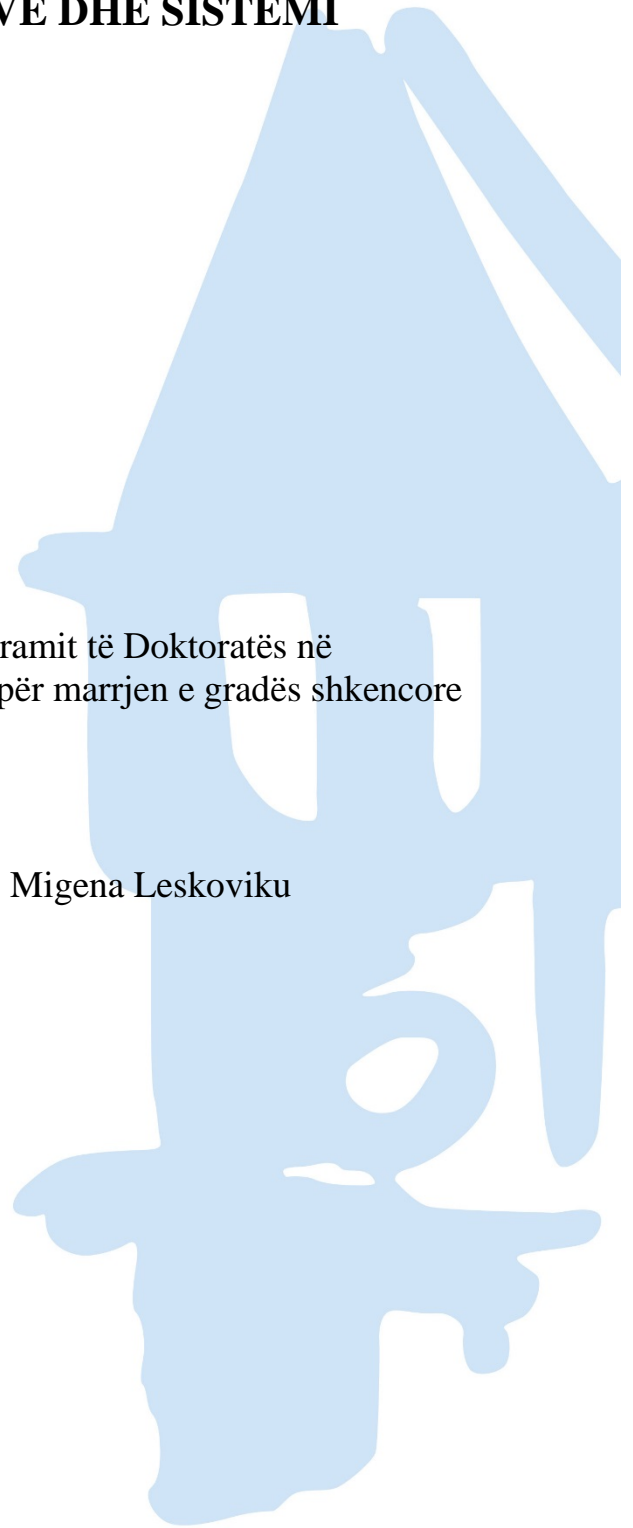 VE DHE SISTEMI
ramit të Doktoratës në
për marrjen e gradës shkencore
Migena Leskoviku